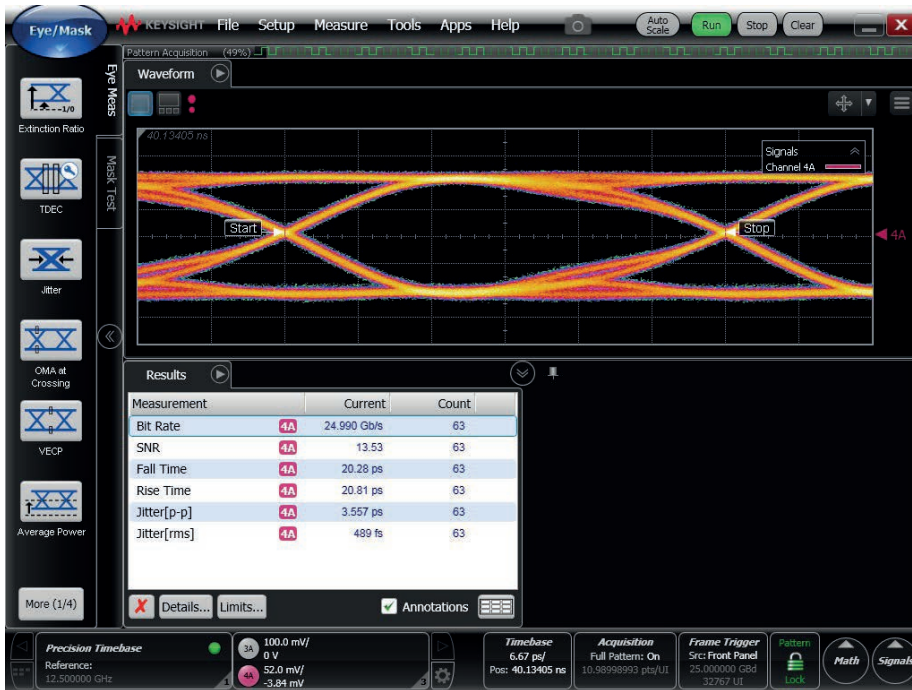 Eye/Mask
KEYSIGHT File Setup Measure Tools Apps Help
Auto Scale
Run
Stop
Clear
X
Pattern Acquisition (49%)
Eye Meas
Mask Test
Waveform
40.13405 ns
Signals
Channel 4A
Start
Stop
4A
1/0
Extinction Ratio
TDEC
Jitter
OMA at
Crossing
VECP
Average Power
More (1/4)
Results
Measurement Current Count
Bit Rate 4A 24.990 Gb/s 63
SNR 4A 13.53 63
Fall Time 4A 20.28 ps 63
Rise Time 4A 20.81 ps 63
Jitter[p-p] 4A 3.557 ps 63
Jitter[rms] 4A 489 fs 63
Details... Limits... Annotations
Precision Timebase
Reference:
12.500000 GHz
1
3A 100.0 mV/
0 V
4A 52.0 mV/
-3.84 mV
3
Timebase
6.67 ps/
Pos: 40.13405 ns
Acquisition
Full Pattern: On
10.98998993 pts/UI
Frame Trigger
Src: Front Panel
25.000000 GBd
32767 UI
Pattern
Lock
Math
Signals